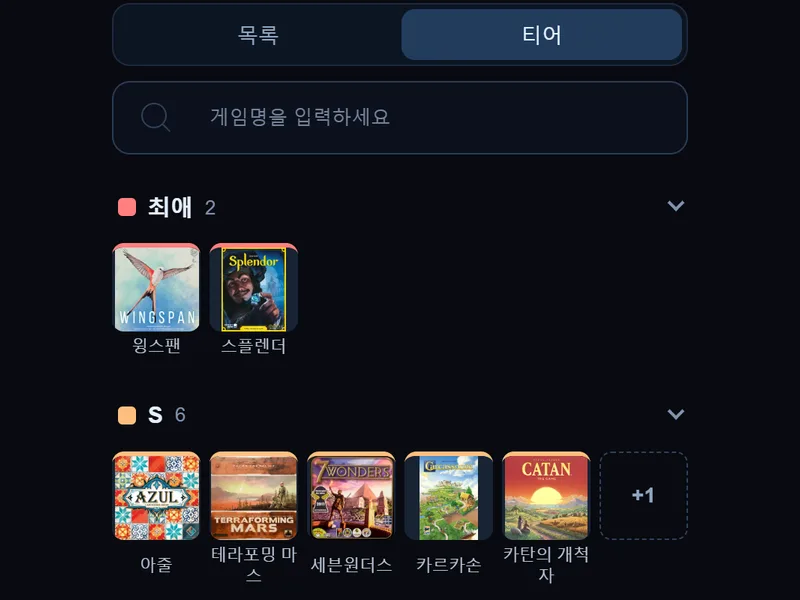 목록
티어
게임명을 입력하세요
최애 2
WINGSPAN
Splendor
윙스팬
스플렌더
S 6
AZUL
TERRAFORMING
MARS
7 WONDERS
Carcassonne
CATAN
+1
아줄
테라포밍 마
스
세븐원더스
카르카손
카탄의 개척
자